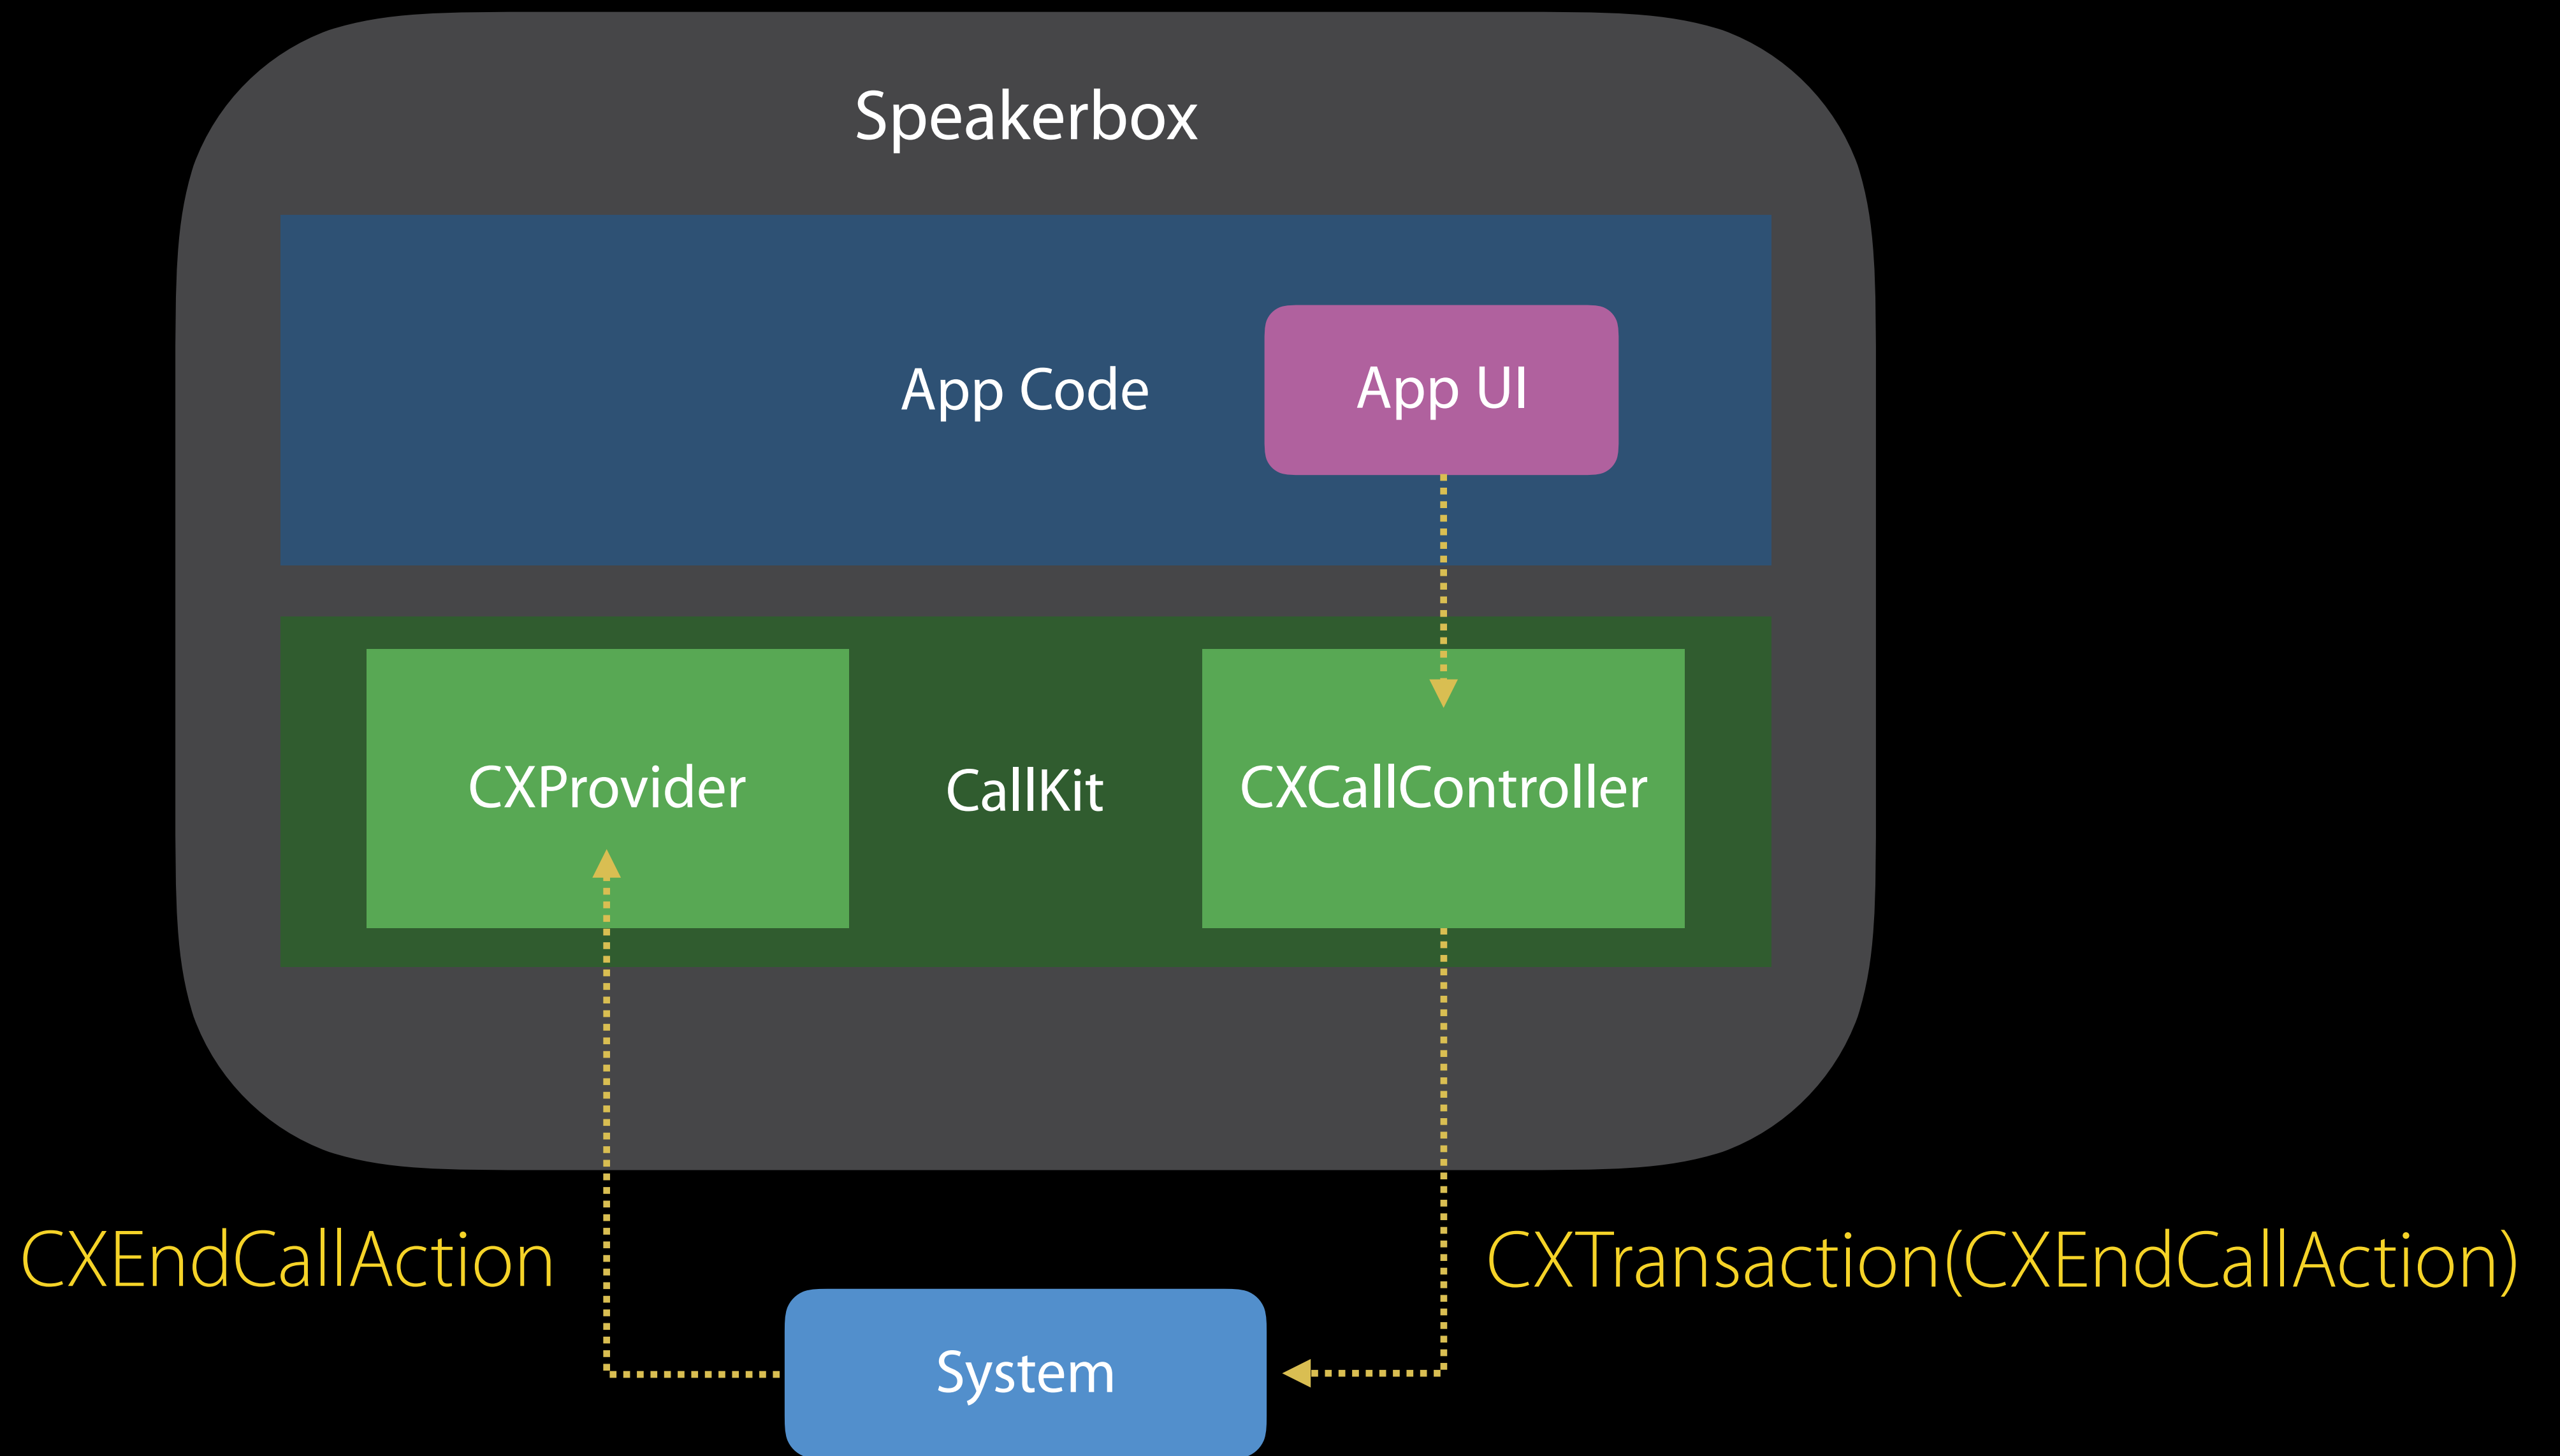 Speakerbox
App Code
App UI
CXProvider
CallKit
CXCallController
CXEndCallAction
CXTransaction(CXEndCallAction)
System